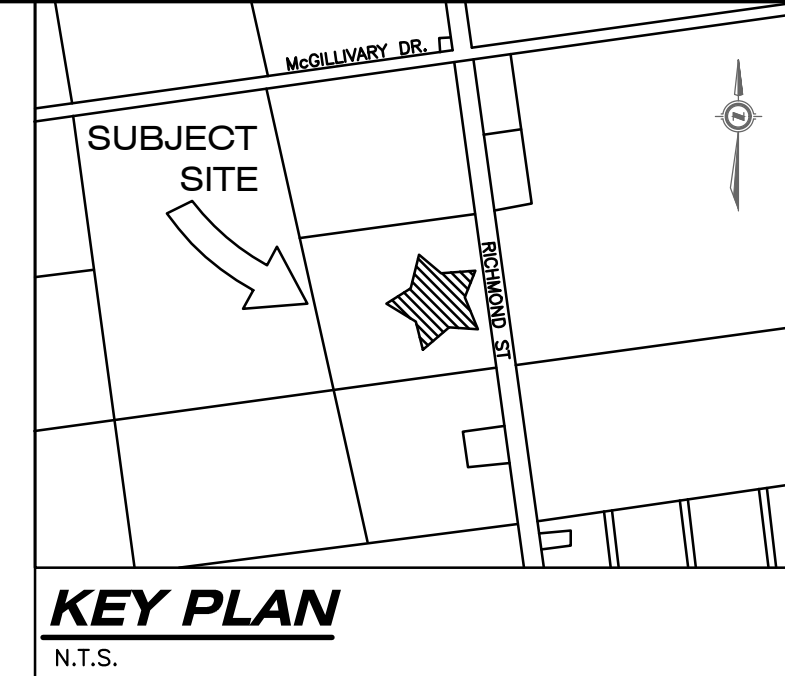 McGILLIVARY DR.
SUBJECT
SITE
N
RICHMOND ST
KEY PLAN
N.T.S.